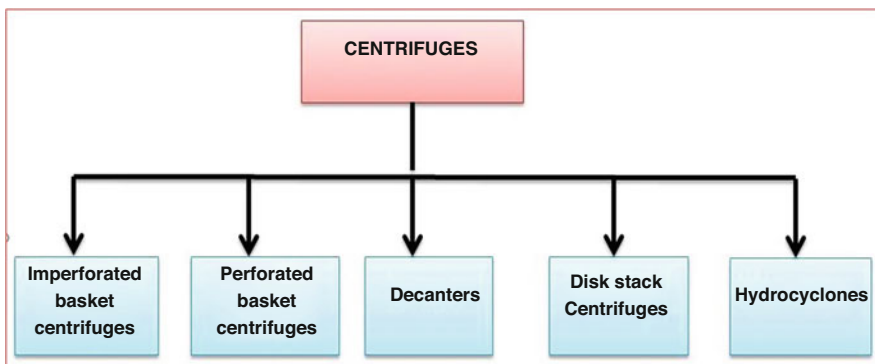 CENTRIFUGES
Imperforated
basket
centrifuges
Perforated
basket
centrifuges
Decanters
Disk stack
Centrifuges
Hydrocyclones